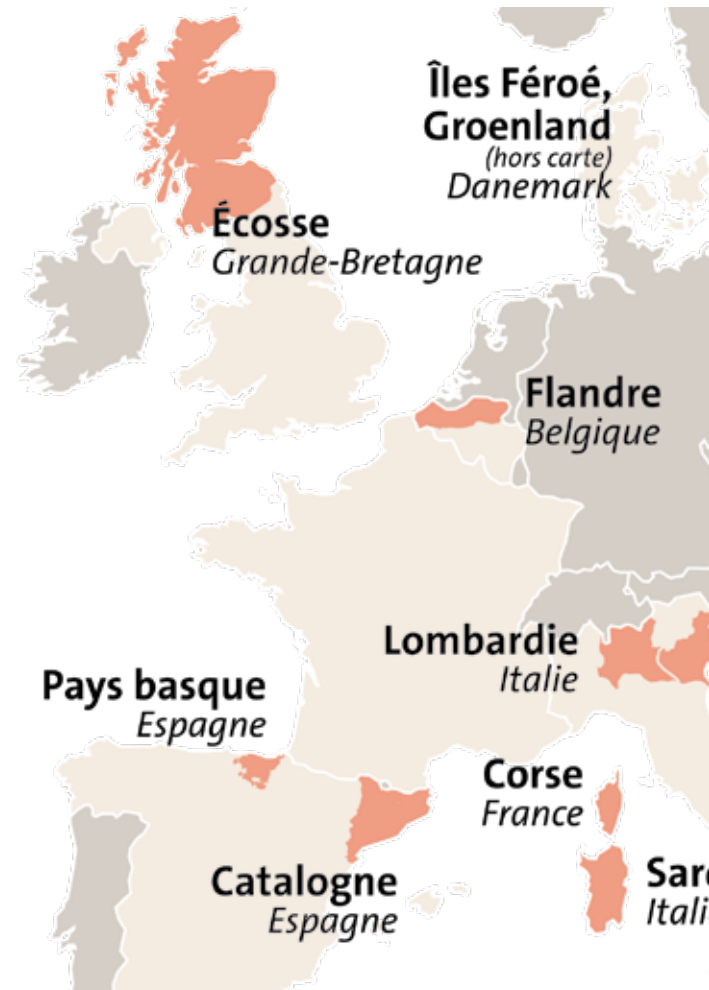 Îles Féroé,
Groenland
(hors carte)
Danemark
Écosse
Grande-Bretagne
Flandre
Belgique
Lombardie
Italie
Pays basque
Espagne
Corse
France
Catalogne
Espagne